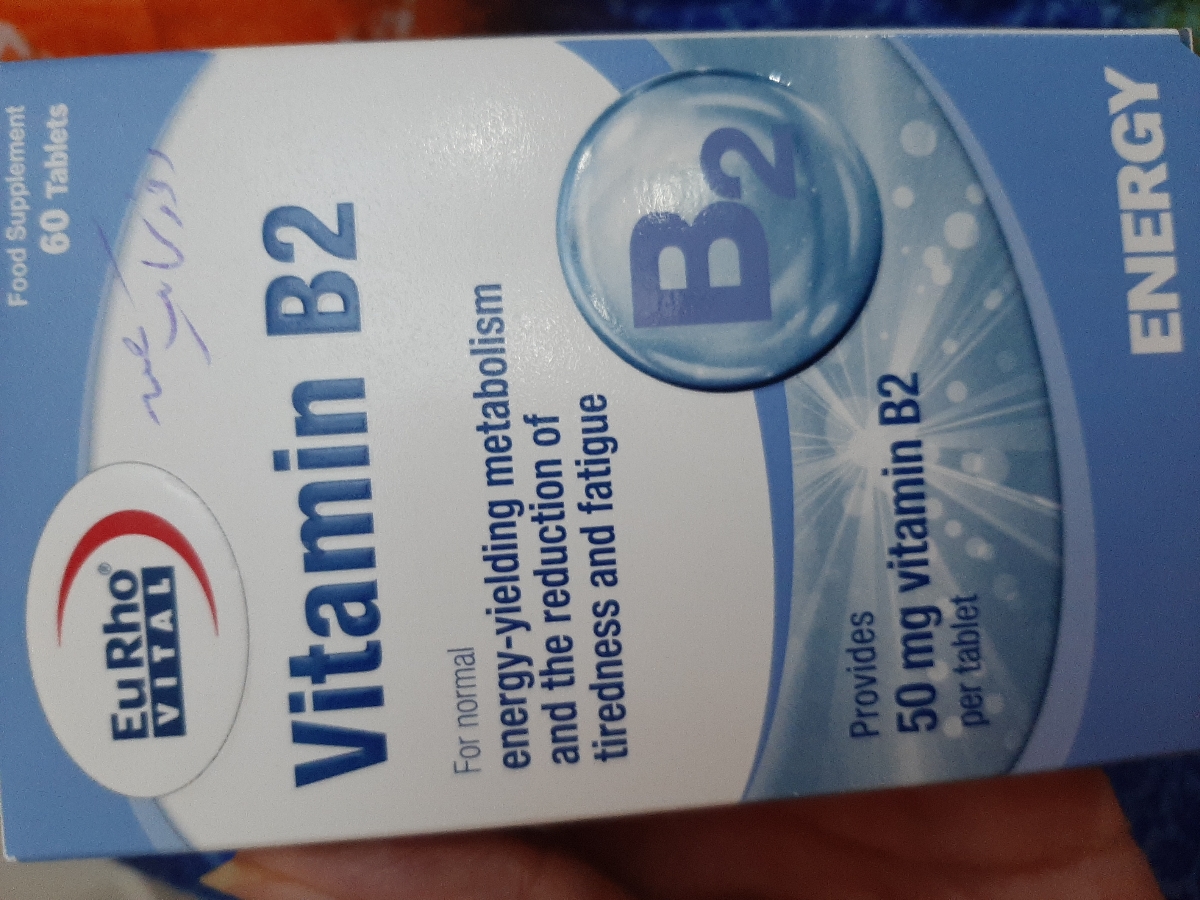 Food Supplement
60 Tablets
EuRho®
VITAL
Vitamin B2
For normal
energy-yielding metabolism
and the reduction of
tiredness and fatigue
B2
Provides
50 mg vitamin B2
per tablet
ENERGY